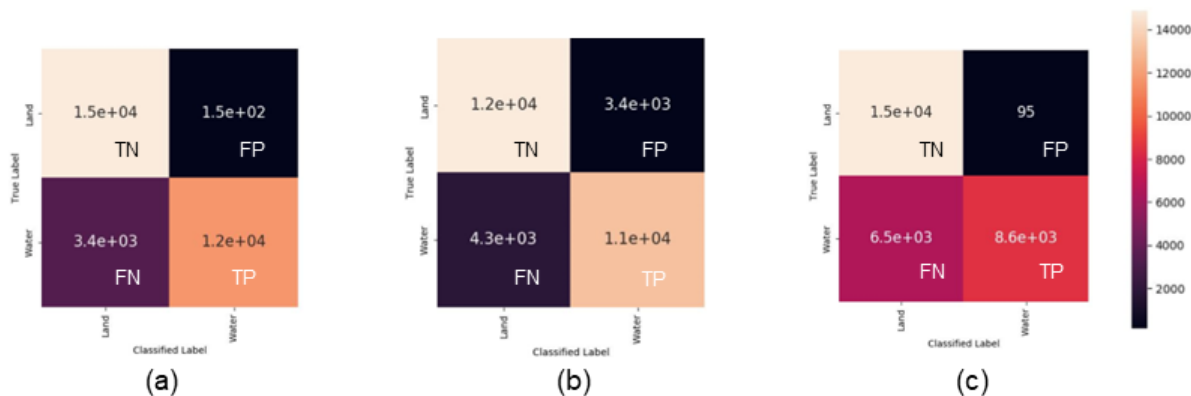 14000
12000
10000
8000
6000
4000
2000
True Label
Land
Water
1.5e+04
1.5e+02
TN
FP
3.4e+03
1.2e+04
FN
TP
Land
Water
Classified Label
(a)
True Label
Land
Water
1.2e+04
3.4e+03
TN
FP
4.3e+03
1.1e+04
FN
TP
Land
Water
Classified Label
(b)
True Label
Land
Water
1.5e+04
95
TN
FP
6.5e+03
8.6e+03
FN
TP
Land
Water
Classified Label
(c)